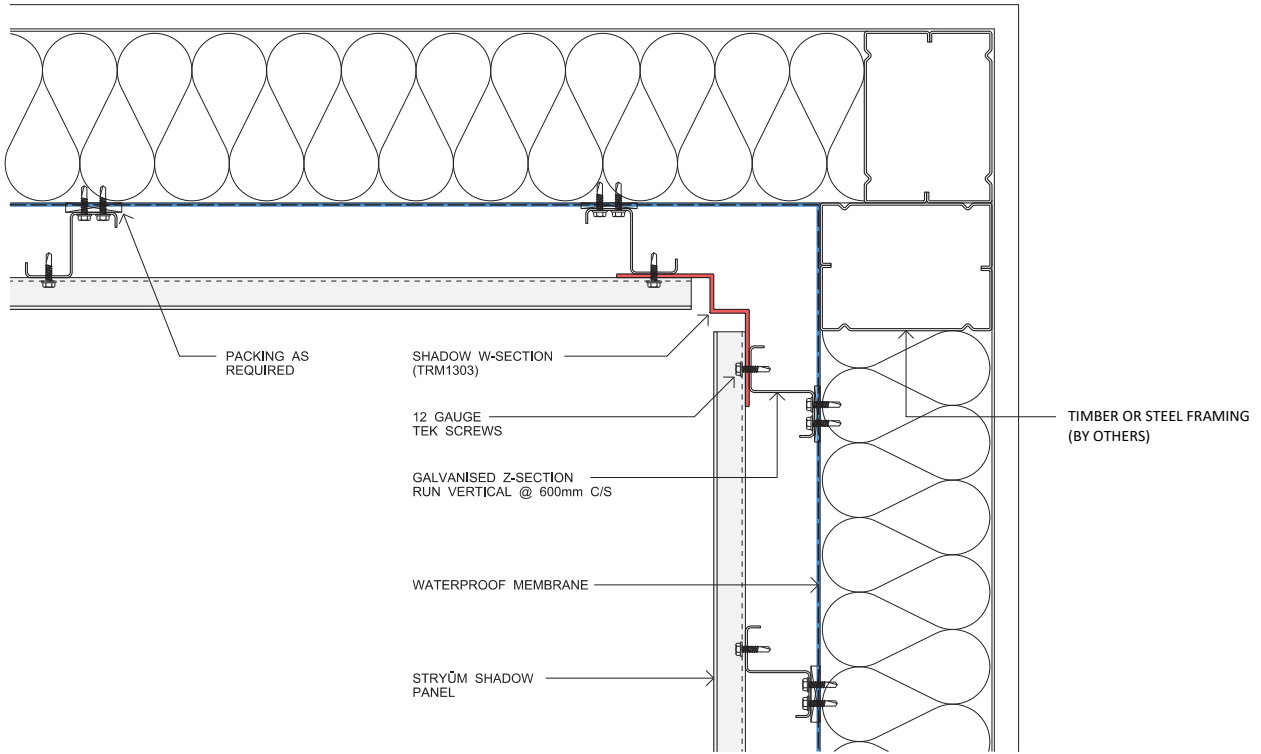 PACKING AS
REQUIRED
SHADOW W-SECTION
(TRM1303)
12 GAUGE
TEK SCREWS
GALVANISED Z-SECTION
RUN VERTICAL @ 600mm C/S
WATERPROOF MEMBRANE
STRYŪM SHADOW
PANEL
TIMBER OR STEEL FRAMING
(BY OTHERS)